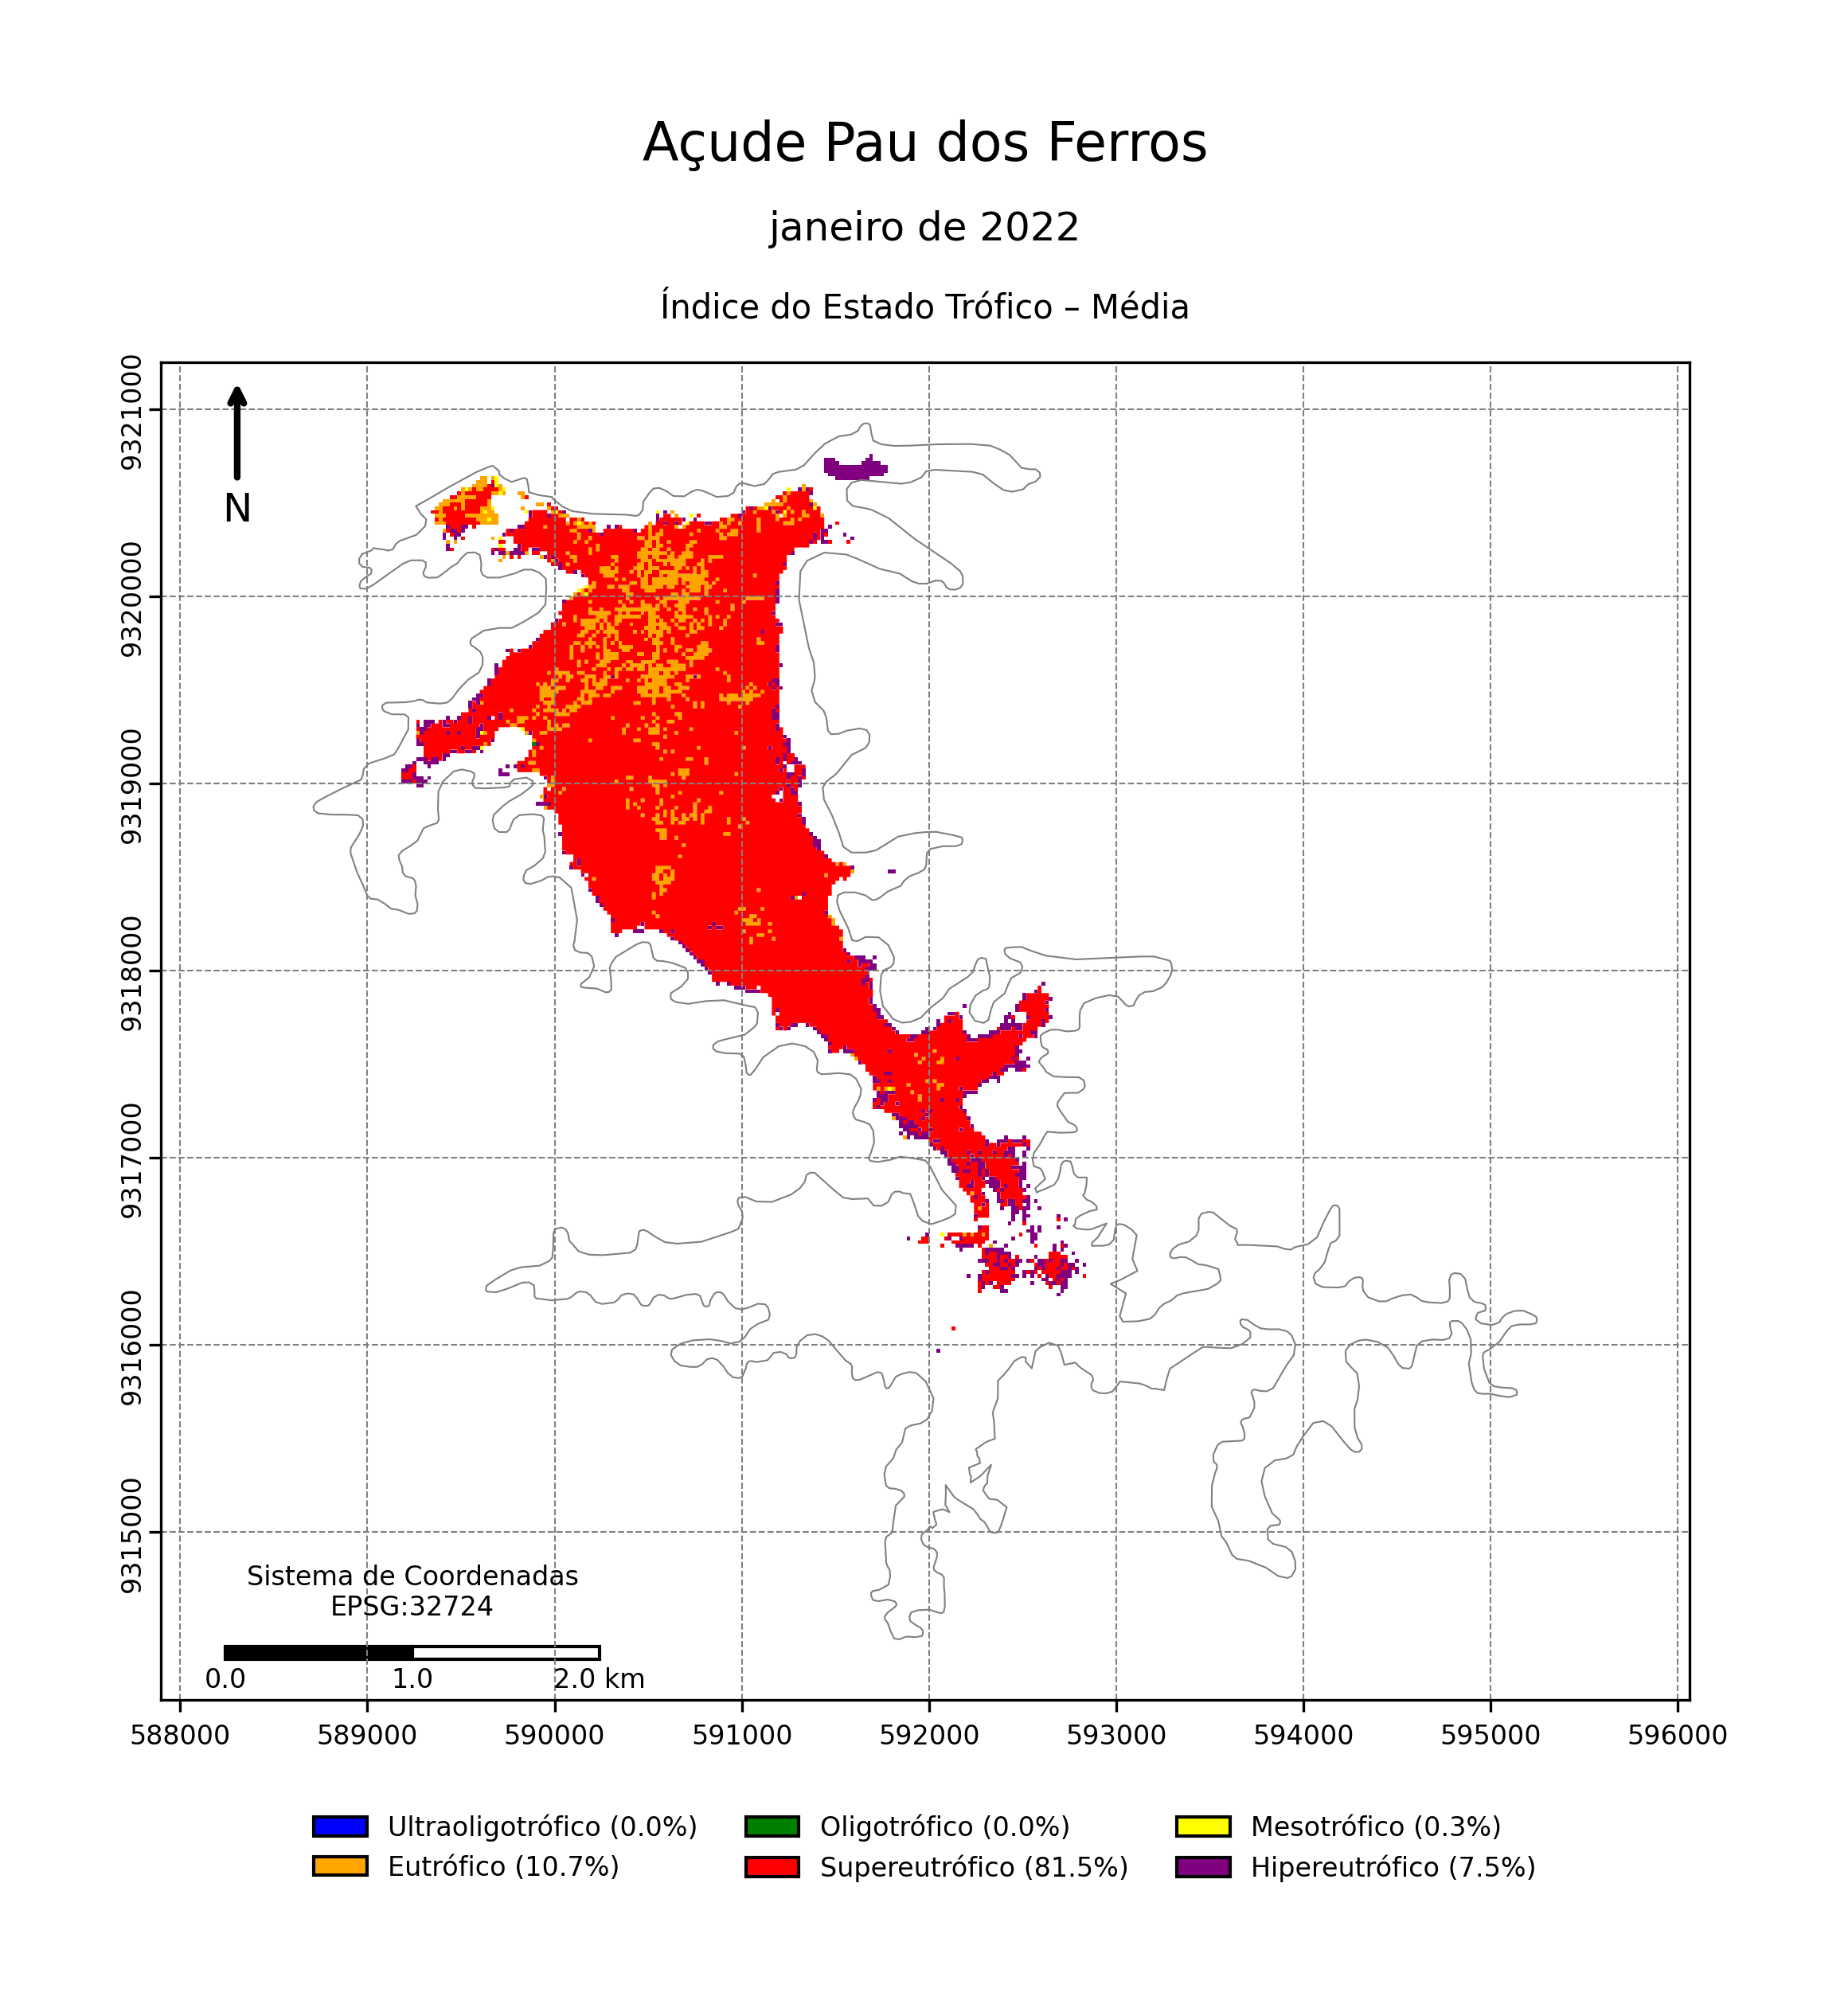 Açude Pau dos Ferros
janeiro de 2022
Índice do Estado Trófico – Média
9321000
9320000
9319000
9318000
9317000
9316000
9315000
N
Sistema de Coordenadas
EPSG:32724
0.0 1.0 2.0 km
588000 589000 590000 591000 592000 593000 594000 595000 596000
Ultraoligotrófico (0.0%) Oligotrófico (0.0%) Mesotrófico (0.3%)
Eutrófico (10.7%) Supereutrófico (81.5%) Hipereutrófico (7.5%)